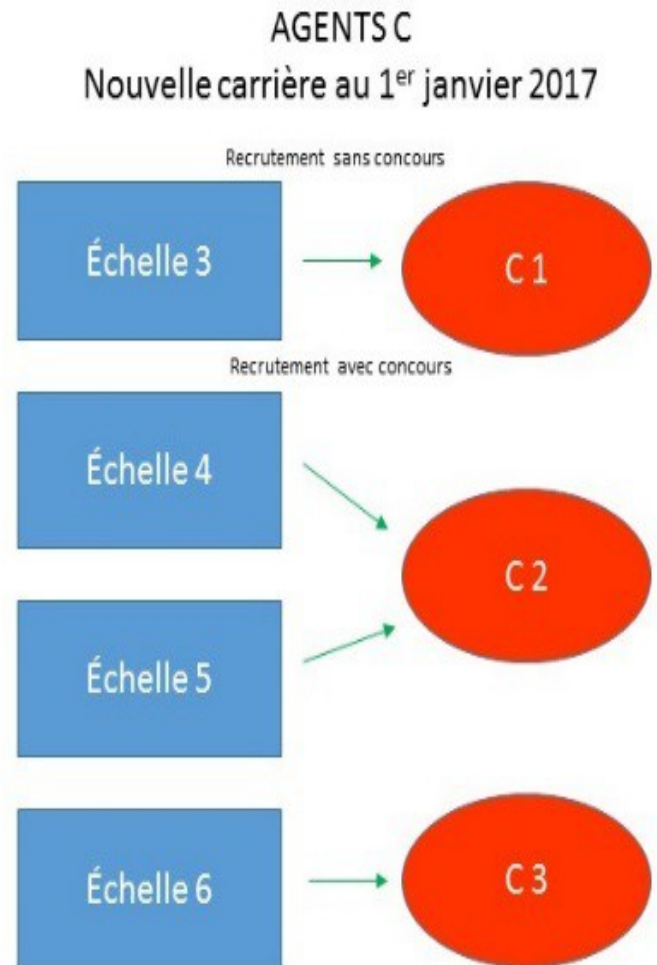 AGENTS C
Nouvelle carrière au 1er janvier 2017
Recrutement sans concours
Échelle 3
C 1
Recrutement avec concours
Échelle 4
C 2
Échelle 5
Échelle 6
C 3